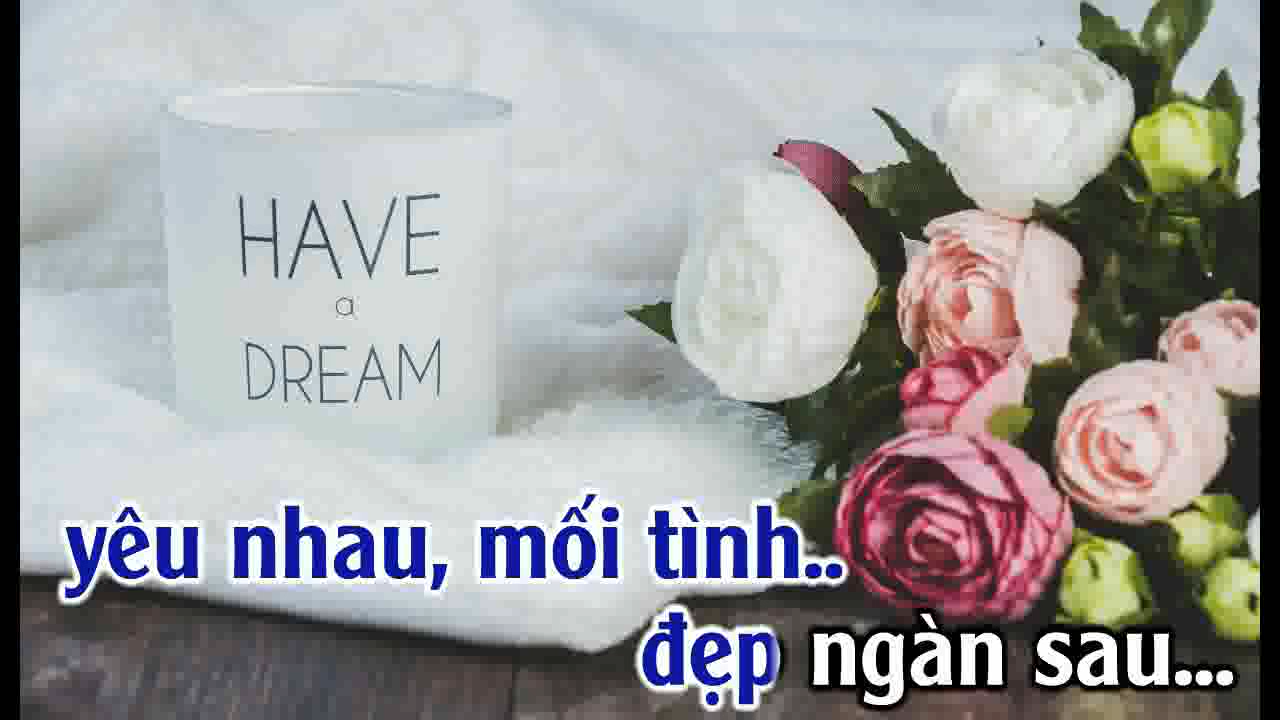 HAVE
a
DREAM
yêu nhau, mối tình..
đẹp ngàn sau...